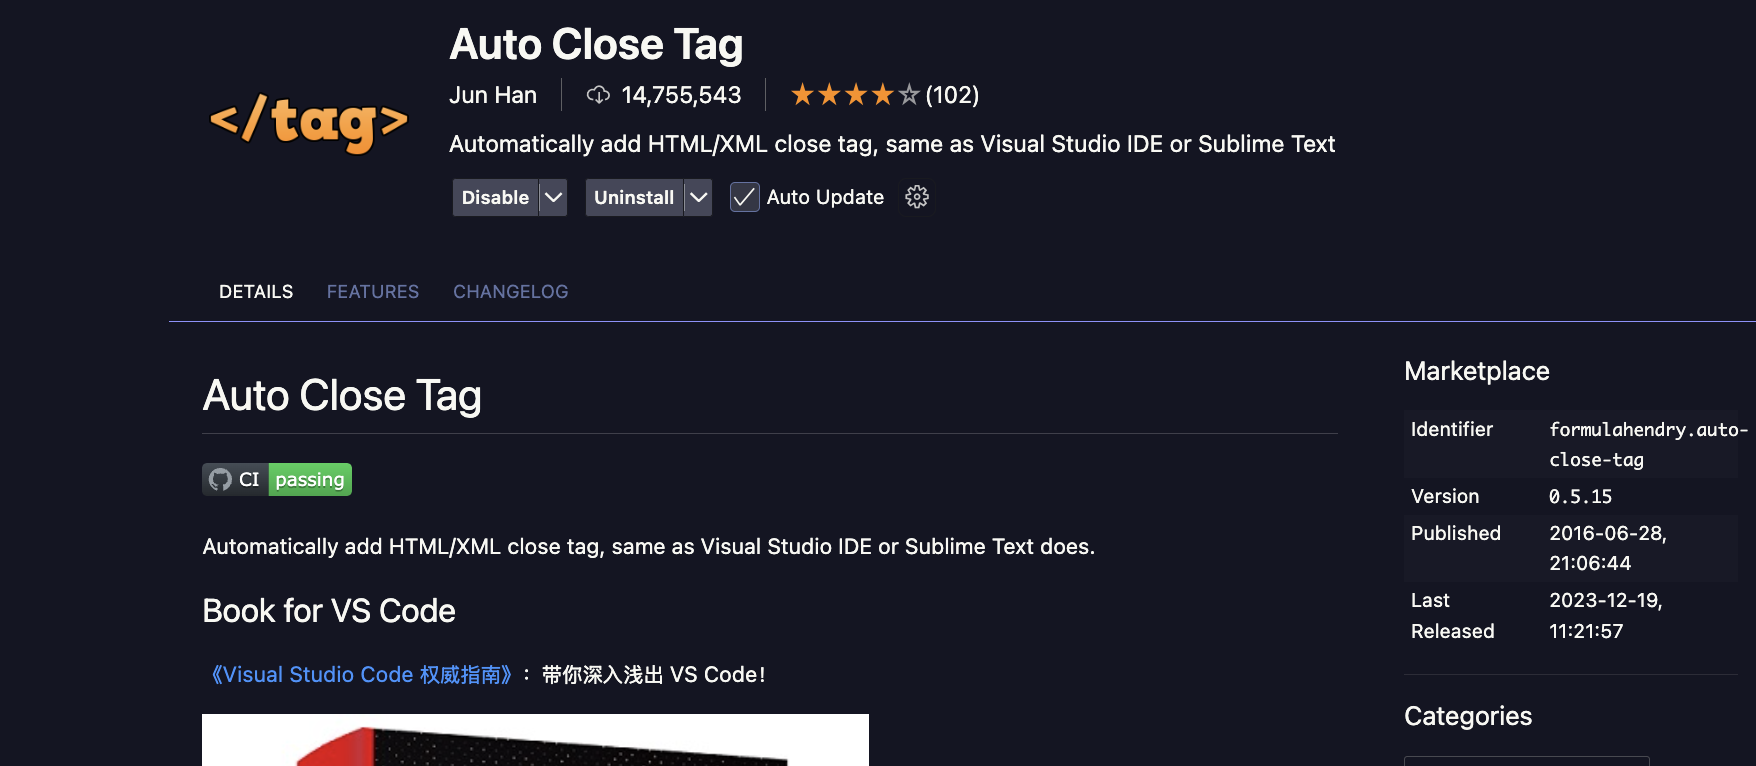 Auto Close Tag
Jun Han 14,755,543 (102)
</tag>
Automatically add HTML/XML close tag, same as Visual Studio IDE or Sublime Text
Disable Uninstall Auto Update
DETAILS FEATURES CHANGELOG
Auto Close Tag
CI passing
Automatically add HTML/XML close tag, same as Visual Studio IDE or Sublime Text does.
Book for VS Code
《Visual Studio Code 权威指南》：带你深入浅出 VS Code！
Marketplace
Identifier formulahendry.auto-
close-tag
Version 0.5.15
Published 2016-06-28,
21:06:44
Last 2023-12-19,
Released 11:21:57
Categories